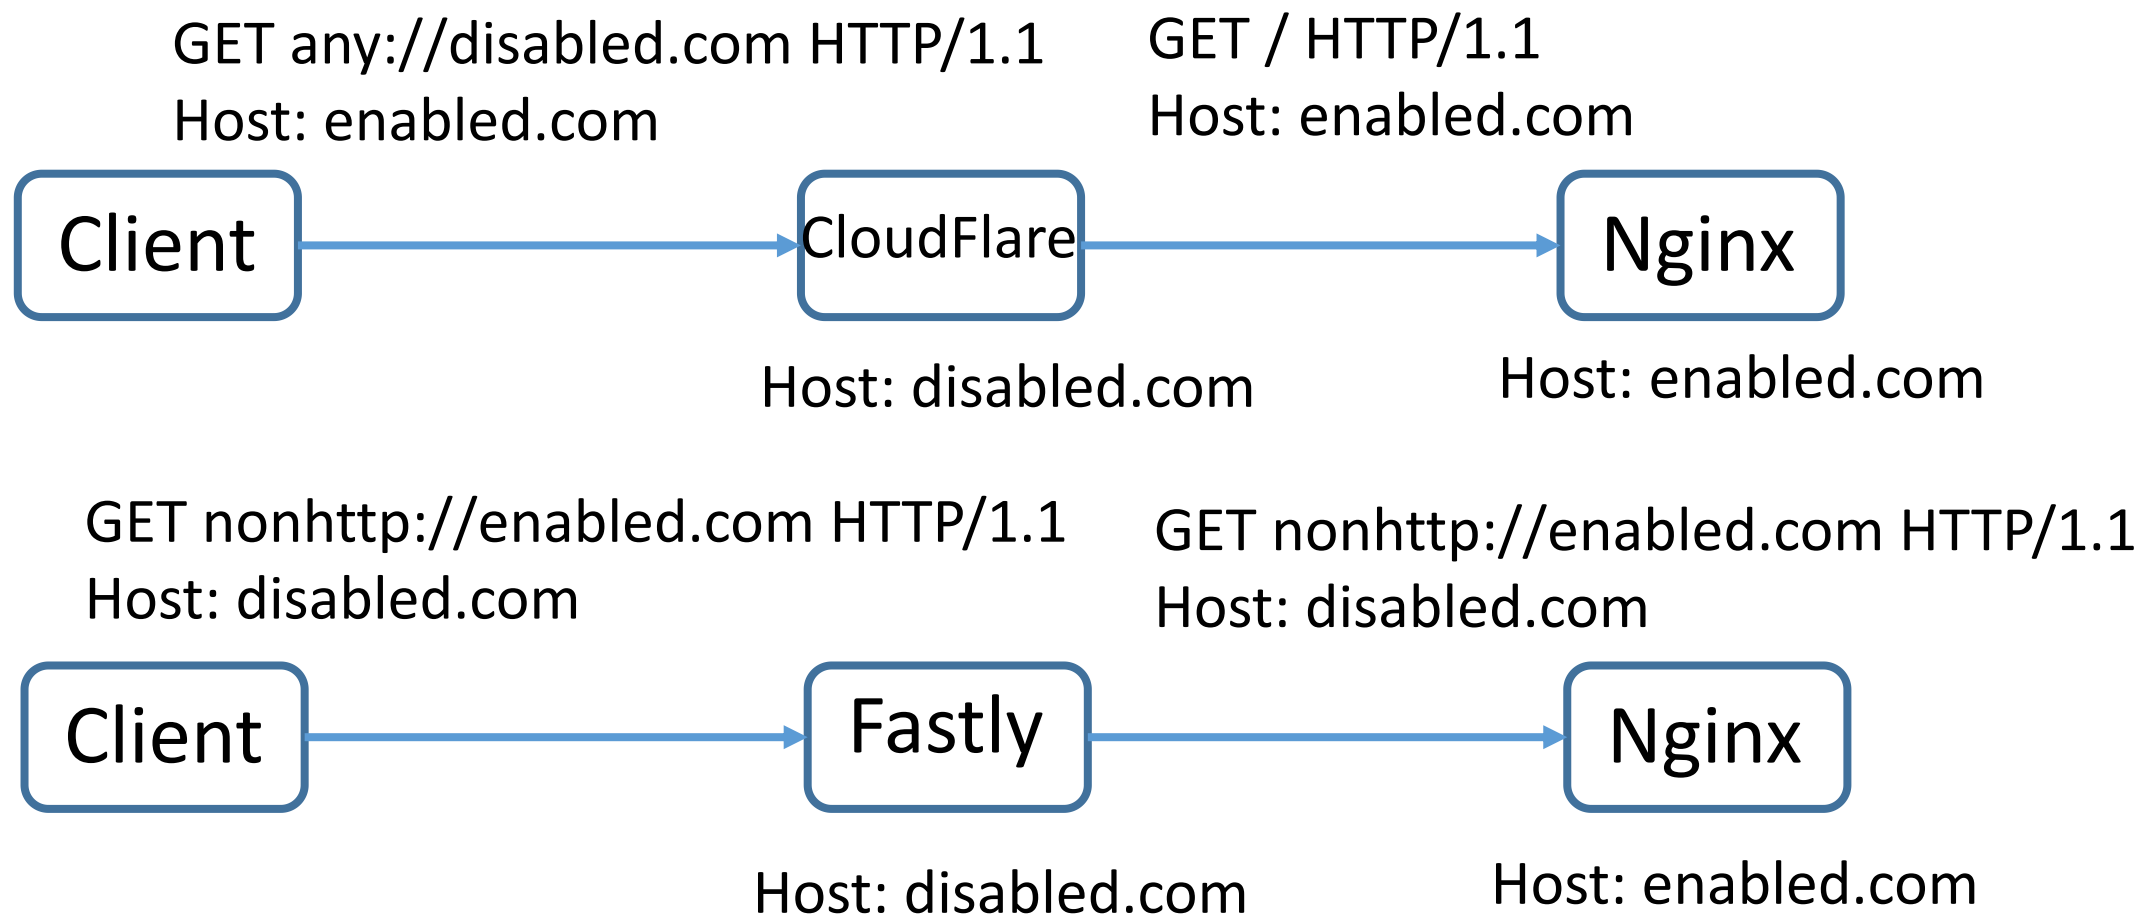 GET any://disabled.com HTTP/1.1
Host: enabled.com
GET / HTTP/1.1
Host: enabled.com
Client
CloudFlare
Nginx
Host: disabled.com
Host: enabled.com
GET nonhttp://enabled.com HTTP/1.1
Host: disabled.com
GET nonhttp://enabled.com HTTP/1.1
Host: disabled.com
Client
Fastly
Nginx
Host: disabled.com
Host: enabled.com